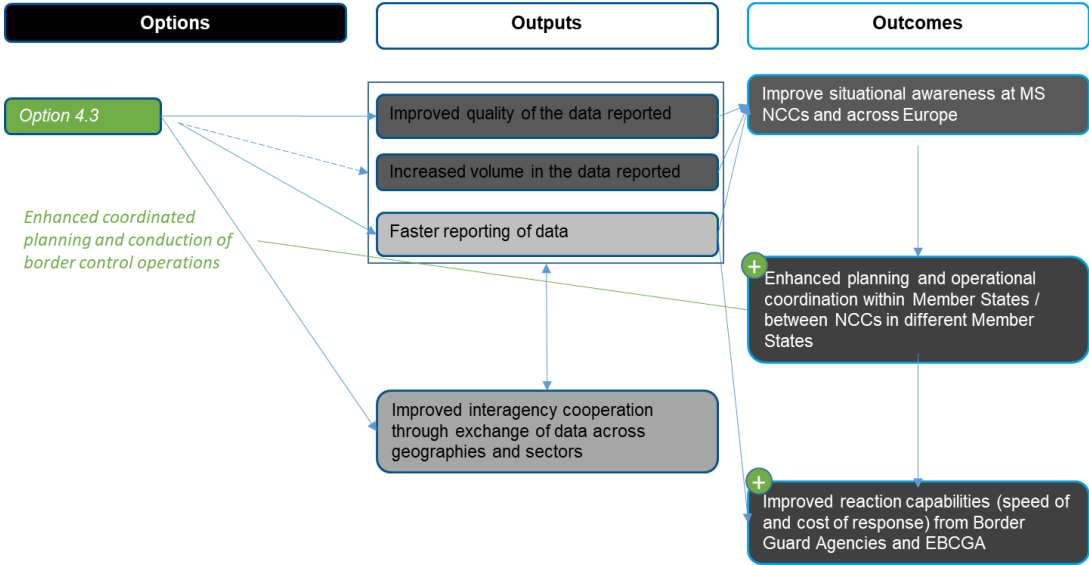 Options
Outputs
Outcomes
Option 4.3
Improved quality of the data reported
Increased volume in the data reported
Faster reporting of data
Improve situational awareness at MS
NCCs and across Europe
Enhanced coordinated
planning and conduction of
border control operations
+
Enhanced planning and operational
coordination within Member States /
between NCCs in different Member
States
Improved interagency cooperation
through exchange of data across
geographies and sectors
+
Improved reaction capabilities (speed of
and cost of response) from Border
Guard Agencies and EBCGA